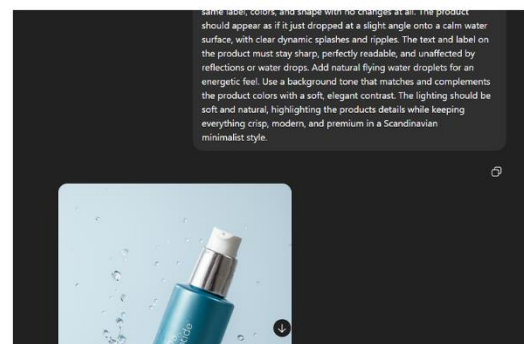 same label, colors, and shape with no changes at all. The product
should appear as if it just dropped at a slight angle onto a calm water
surface, with clear dynamic splashes and ripples. The text and label on
the product must stay sharp, perfectly readable, and unaffected by
reflections or water drops. Add natural flying water droplets for an
energetic feel. Use a background tone that matches and complements
the product colors with a soft, elegant contrast. The lighting should be
soft and natural, highlighting the products details while keeping
everything crisp, modern, and premium in a Scandinavian
minimalist style.